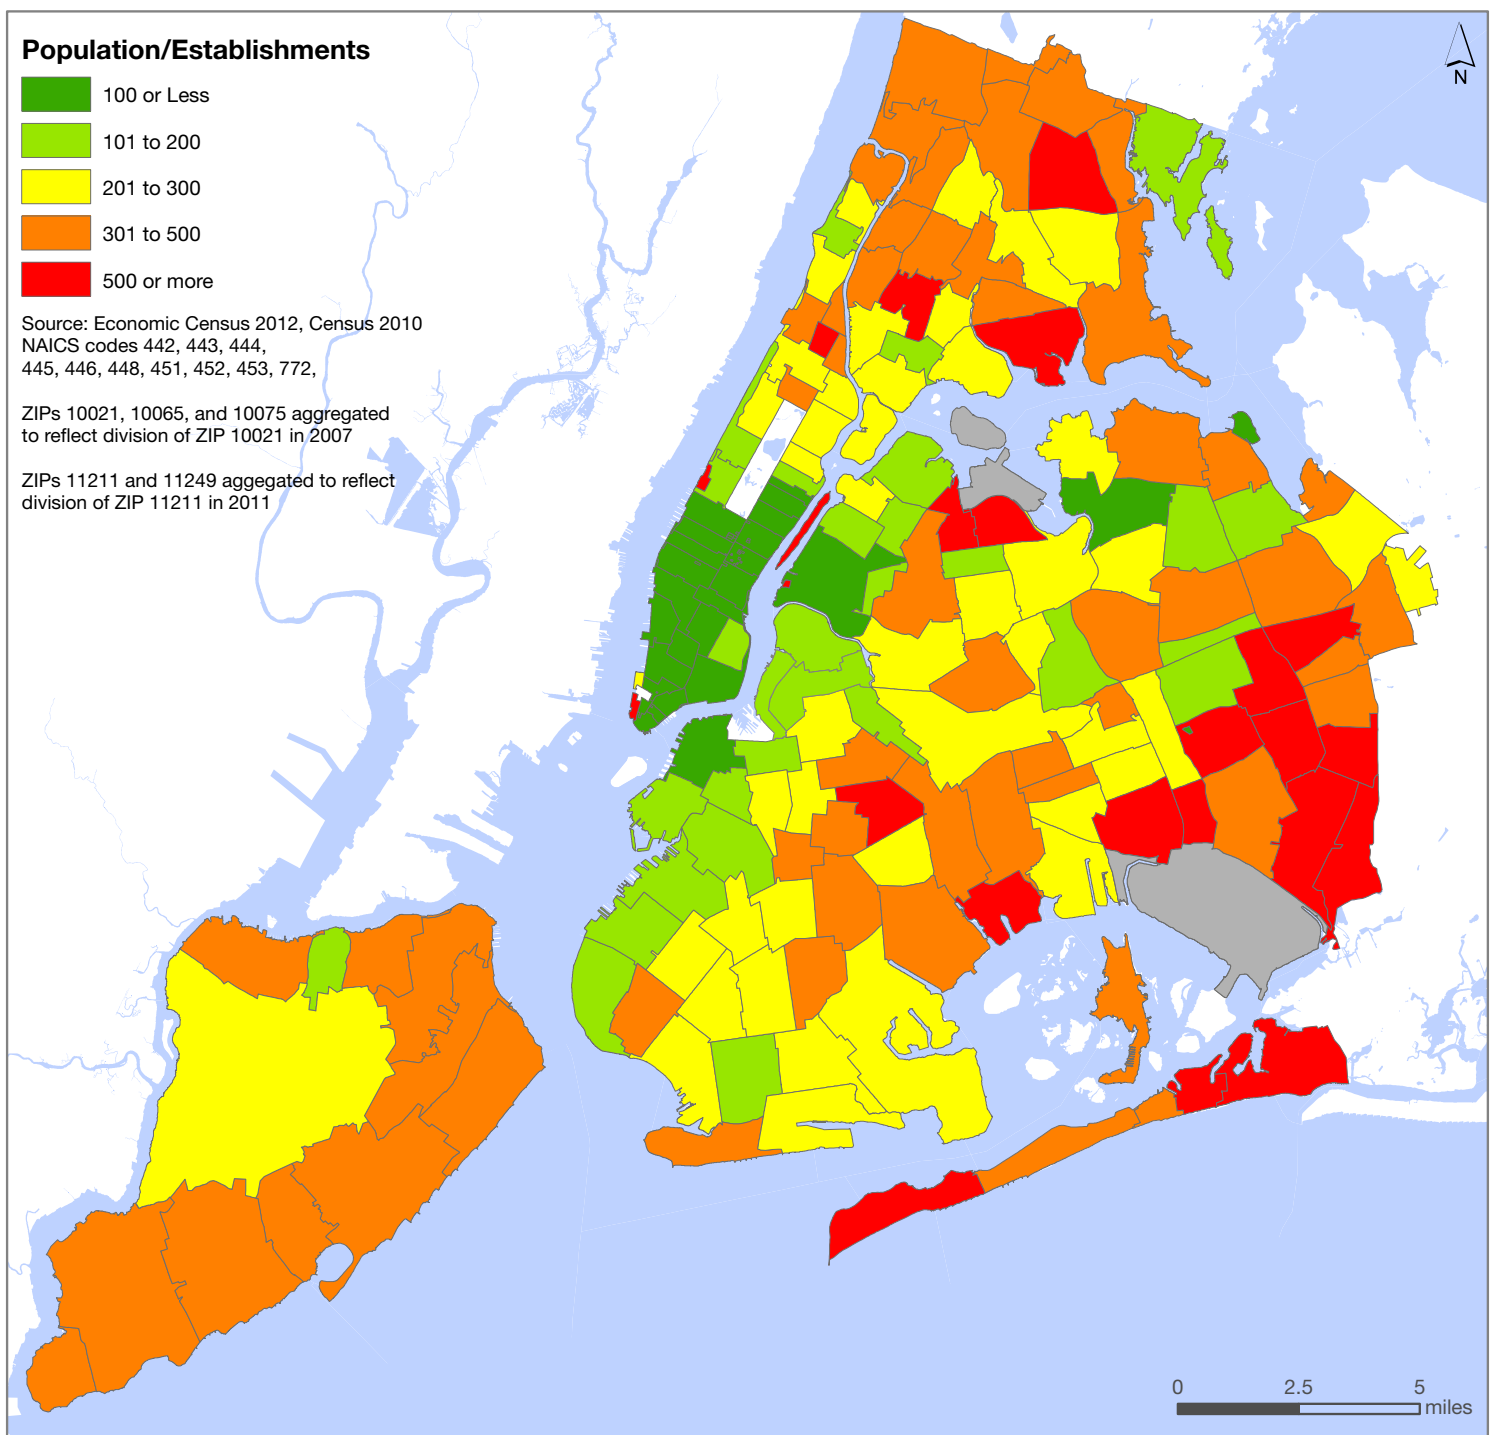 Population/Establishments
100 or Less
101 to 200
201 to 300
301 to 500
500 or more
Source: Economic Census 2012, Census 2010
NAICS codes 442, 443, 444,
445, 446, 448, 451, 452, 453, 772,
ZIPs 10021, 10065, and 10075 aggregated
to reflect division of ZIP 10021 in 2007
ZIPs 11211 and 11249 aggegated to reflect
division of ZIP 11211 in 2011
N
0 2.5 5
miles